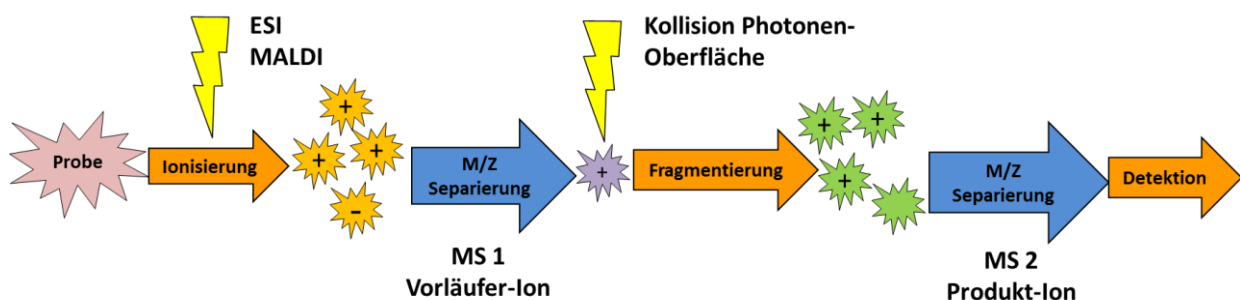 ESI
MALDI
Kollision Photonen-
Oberfläche
Probe
Ionisierung
+
+
+
-
M/Z
Separierung
+
Fragmentierung
+
+
+
M/Z
Separierung
Detektion
MS 1
Vorläufer-Ion
MS 2
Produkt-Ion